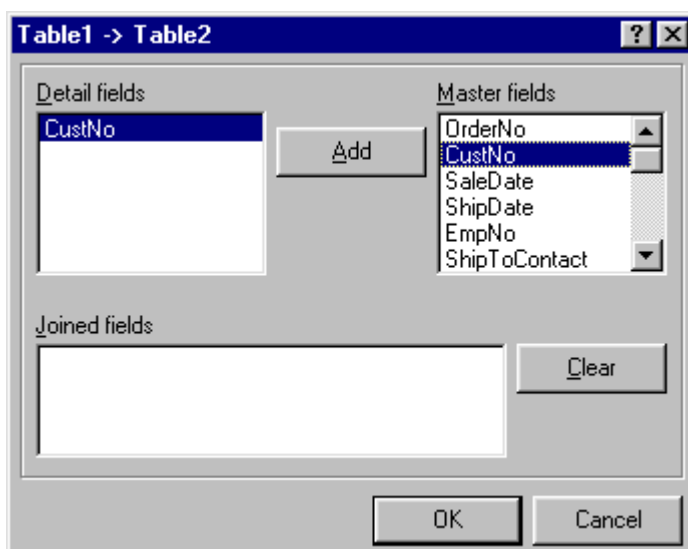 Table1 -> Table2
Detail fields
CustNo
Add
Master fields
OrderNo
CustNo
SaleDate
ShipDate
EmpNo
ShipToContact
Joined fields
Clear
OK
Cancel